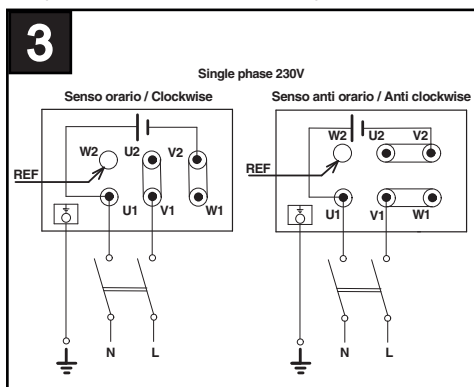 3
Single phase 230V
Senso orario / Clockwise
Senso anti orario / Anti clockwise
W2 U2 V2
REF
U1 V1 W1
N L
W2 U2 V2
REF
U1 V1 W1
N L